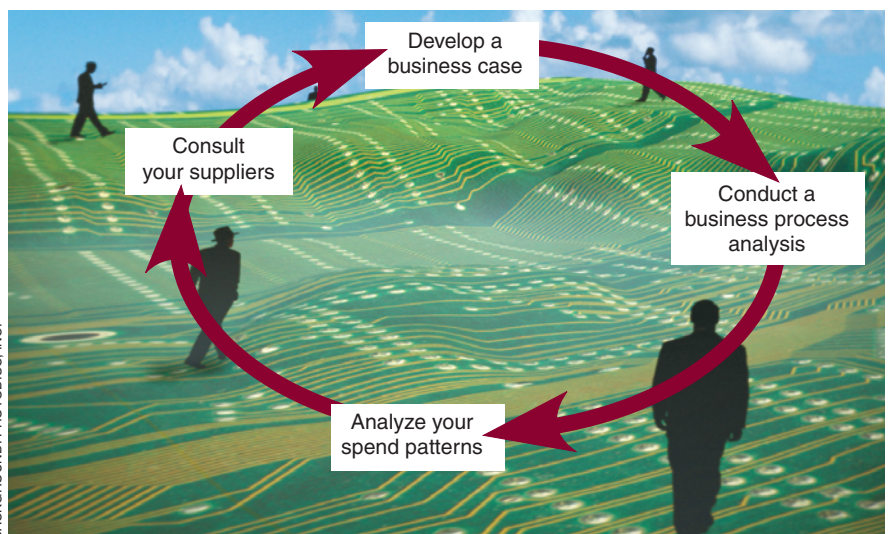 Develop a
business case
Conduct a
business process
analysis
Analyze your
spend patterns
Consult
your suppliers